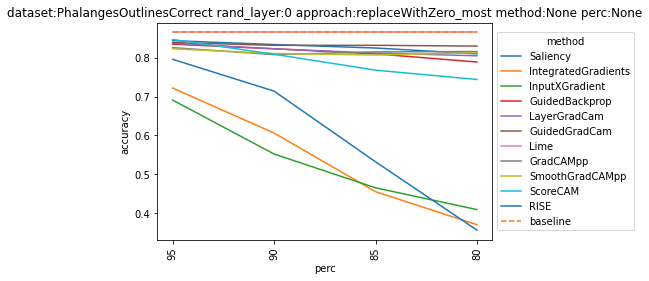 dataset:PhalangesOutlinesCorrect rand_layer:0 approach:replaceWithZero_most method:None perc:None
method
Saliency
IntegratedGradients
InputXGradient
GuidedBackprop
LayerGradCam
GuidedGradCam
Lime
GradCAMpp
SmoothGradCAMpp
ScoreCAM
RISE
baseline
accuracy
0.8
0.7
0.6
0.5
0.4
95
90
85
80
perc